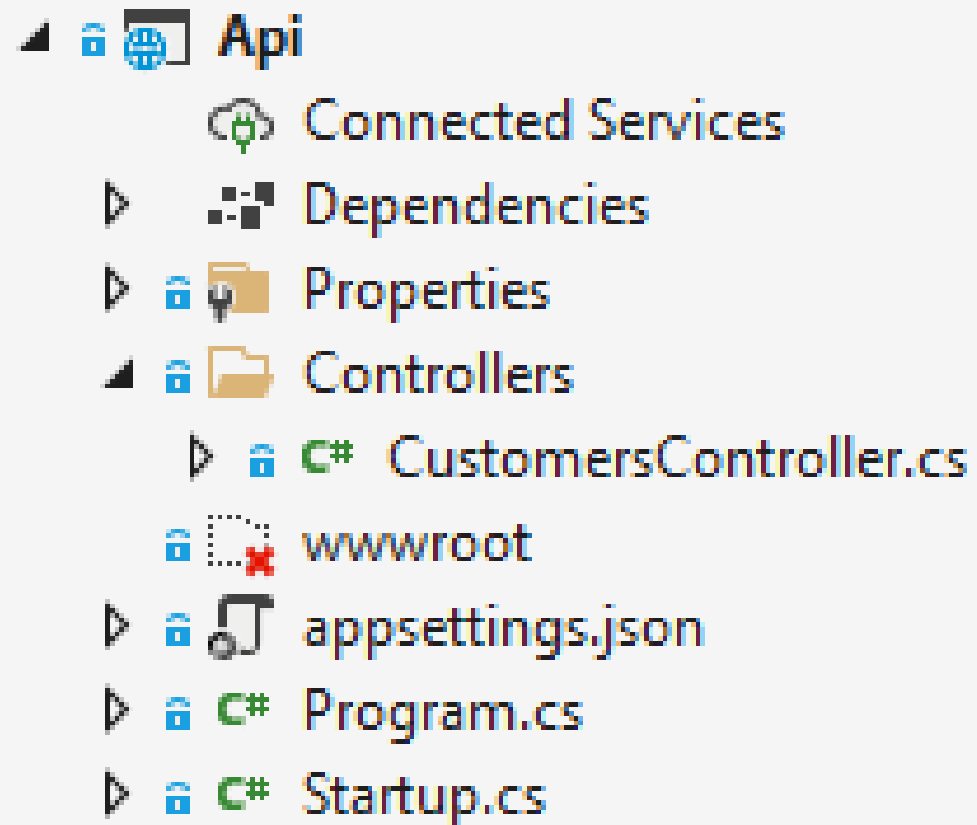 Api
Connected Services
Dependencies
Properties
Controllers
C# CustomersController.cs
wwwroot
appsettings.json
C# Program.cs
C# Startup.cs